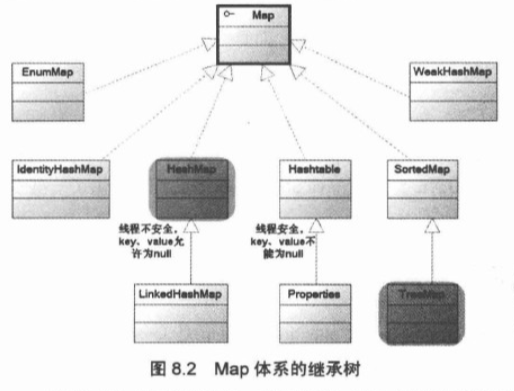 Map
EnumMap
WeakHashMap
IdentityHashMap
HashMap
Hashtable
SortedMap
线程不安全,
key、value允
许为null
线程安全,
key、value不
能为null
LinkedHashMap
Properties
TreeMap
图 8.2 Map 体系的继承树